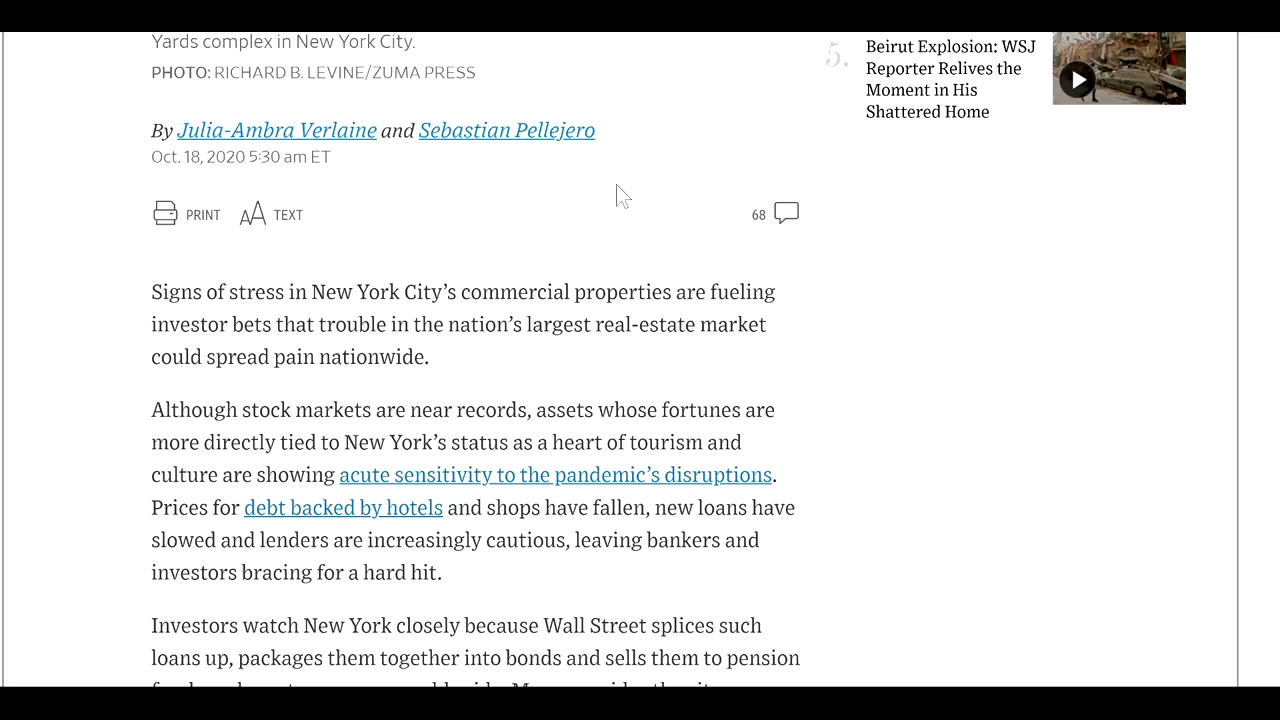 Yards complex in New York City.
PHOTO: RICHARD B. LEVINE/ZUMA PRESS
By Julia-Ambra Verlaine and Sebastian Pellejero
Oct. 18, 2020 5:30 am ET
PRINT
TEXT
68
Signs of stress in New York City’s commercial properties are fueling
investor bets that trouble in the nation’s largest real-estate market
could spread pain nationwide.
Although stock markets are near records, assets whose fortunes are
more directly tied to New York’s status as a heart of tourism and
culture are showing acute sensitivity to the pandemic’s disruptions.
Prices for debt backed by hotels and shops have fallen, new loans have
slowed and lenders are increasingly cautious, leaving bankers and
investors bracing for a hard hit.
Investors watch New York closely because Wall Street splices such
loans up, packages them together into bonds and sells them to pension
5.
Beirut Explosion: WSJ
Reporter Relives the
Moment in His
Shattered Home